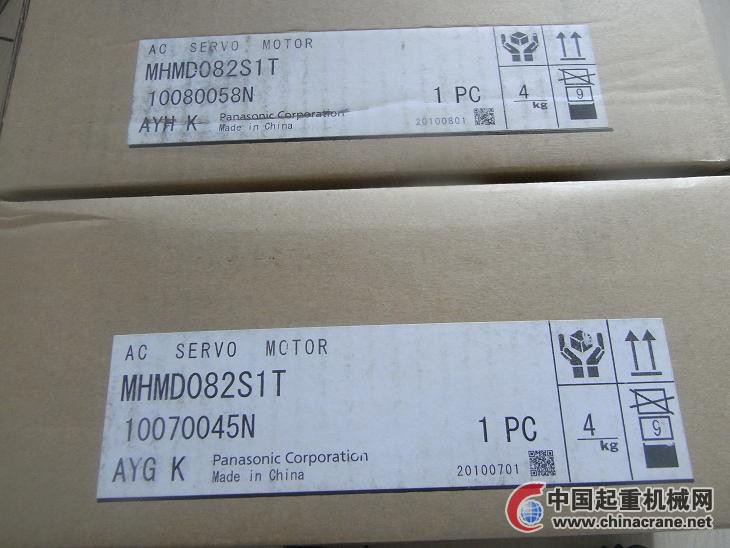 AC SERVO MOTOR
MHMD082S1T
10080058N
1 PC
4 kg
9
AYH K
Panasonic Corporation
Made in China
20100801
AC SERVO MOTOR
MHMD082S1T
10070045N
1 PC
4 kg
9
AYG K
Panasonic Corporation
Made in China
20100701
中国起重机械网
www.chinacrane.net